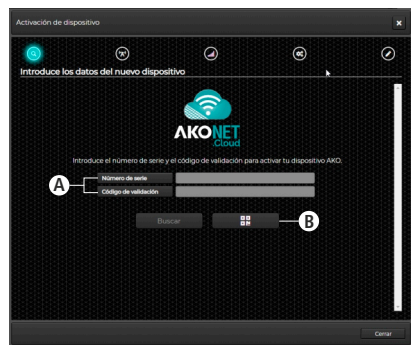 Activación de dispositivo
Introduce los datos del nuevo dispositivo
AKONET
.Cloud
Introduce el número de serie y el código de validación para activar tu dispositivo AKO.
A
Número de serie
Código de validación
Buscar
B
Cerrar